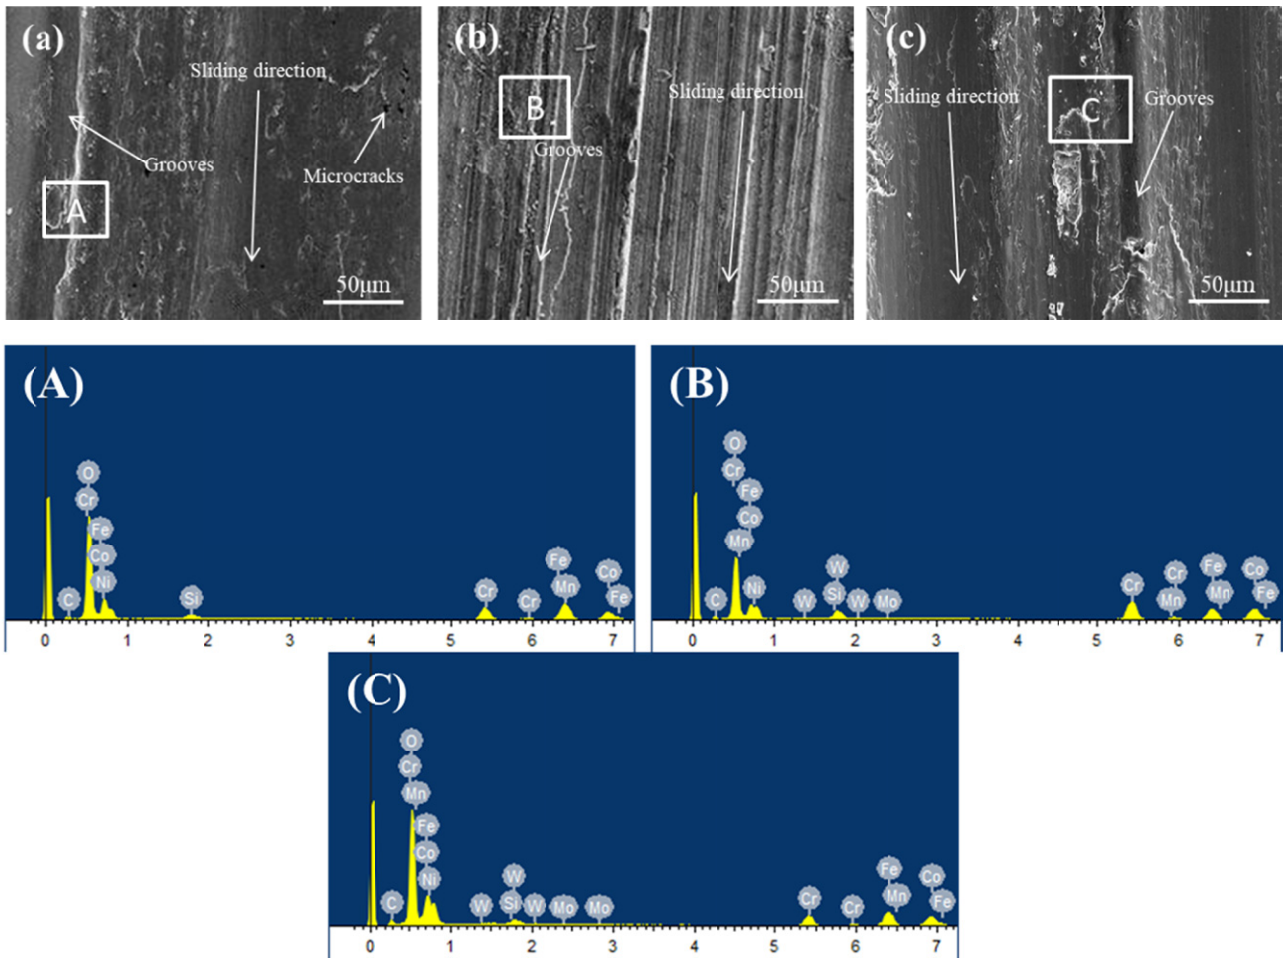 (a)
Sliding direction
Grooves
Microcracks
A
50μm
(b)
B
Sliding direction
Grooves
50μm
(c)
C
Sliding direction
Grooves
50μm
(A)
O
Cr
Fe
Co
Ni
C
Si
Cr
Cr
Fe
Mn
Co
Fe
0 1 2 3 4 5 6 7
(B)
O
Cr
Fe
Co
Mn
C
Ni
W
W
Si
W
Mo
Cr
Cr
Mn
Fe
Mn
Co
Fe
0 1 2 3 4 5 6 7
(C)
O
Cr
Mn
Fe
Co
Ni
C
W
W
Si
W
Mo
Mo
Cr
Cr
Fe
Mn
Co
Fe
0 1 2 3 4 5 6 7